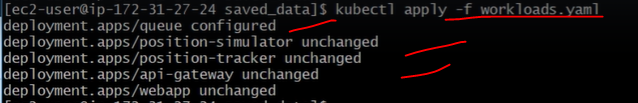 [ec2-user@ip-172-31-27-24 saved_data]$ kubectl apply -f workloads.yaml
deployment.apps/queue configured
deployment.apps/position-simulator unchanged
deployment.apps/position-tracker unchanged
deployment.apps/api-gateway unchanged
deployment.apps/webapp unchanged